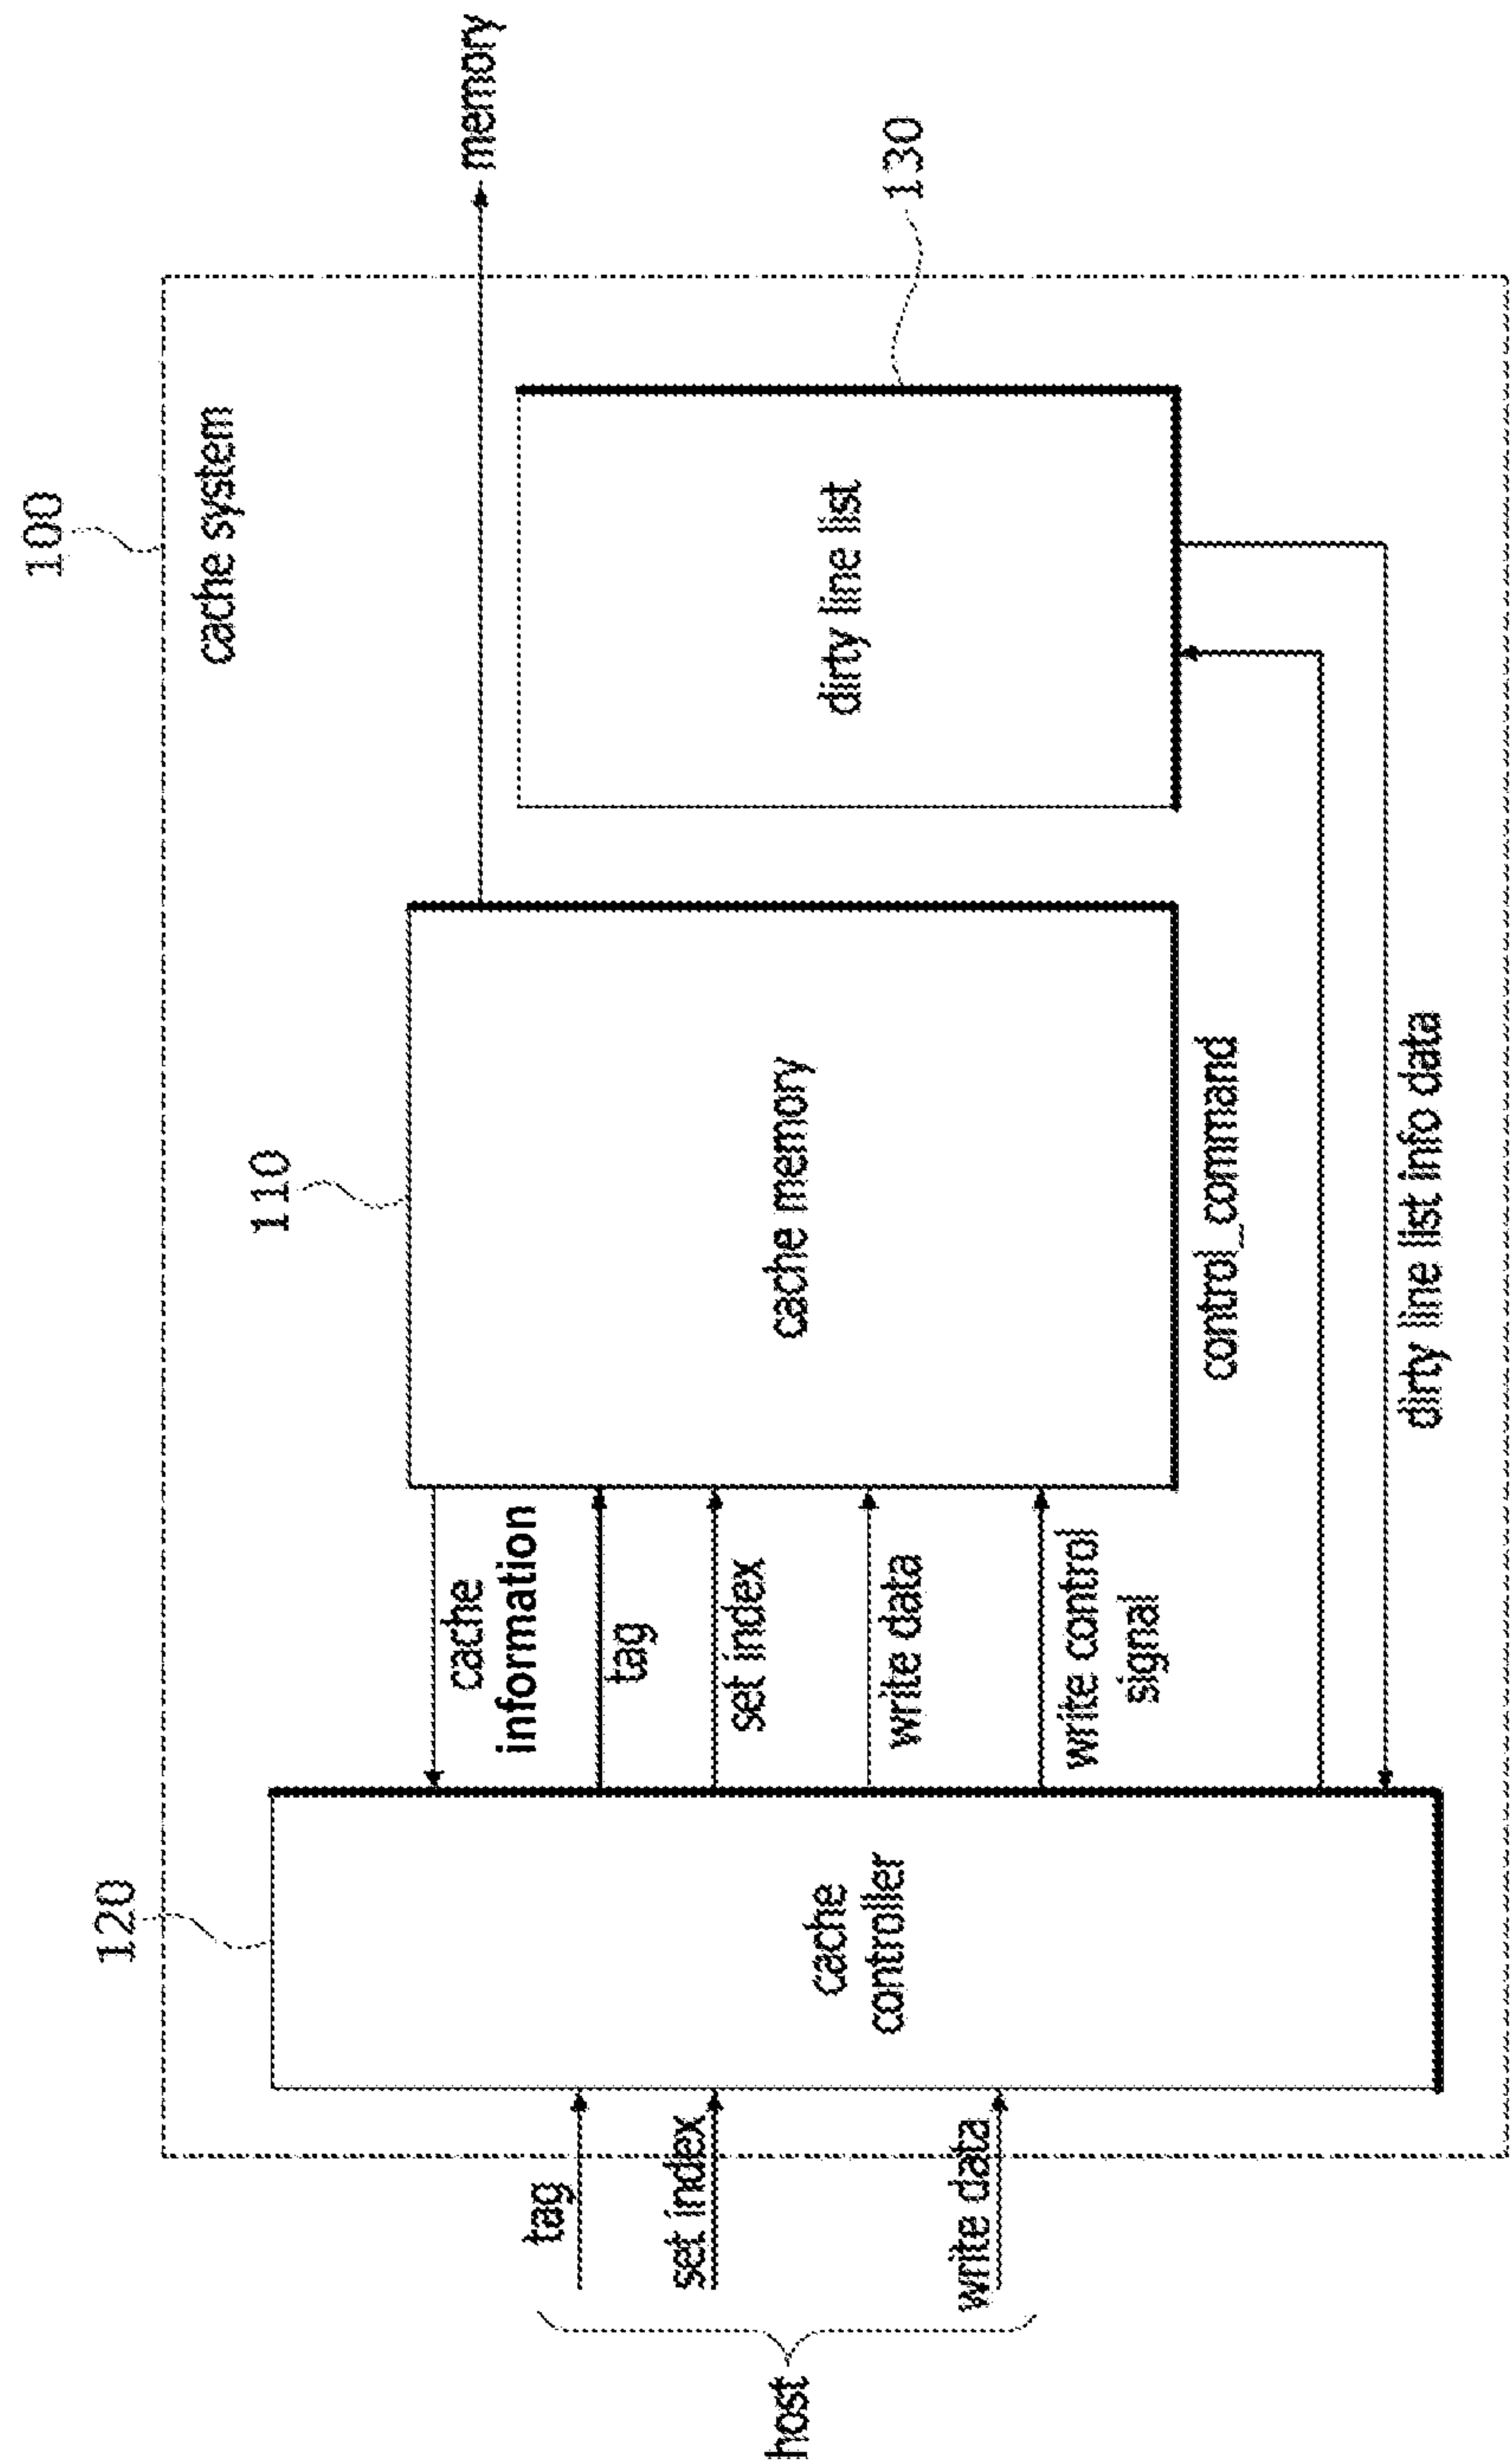 100
cache system
120
110
130
memory
host
tag
set index
write data
cache
controller
cache
information
tag
set index
write data
write control
signal
cache memory
dirty line list
control_command
dirty line list info data